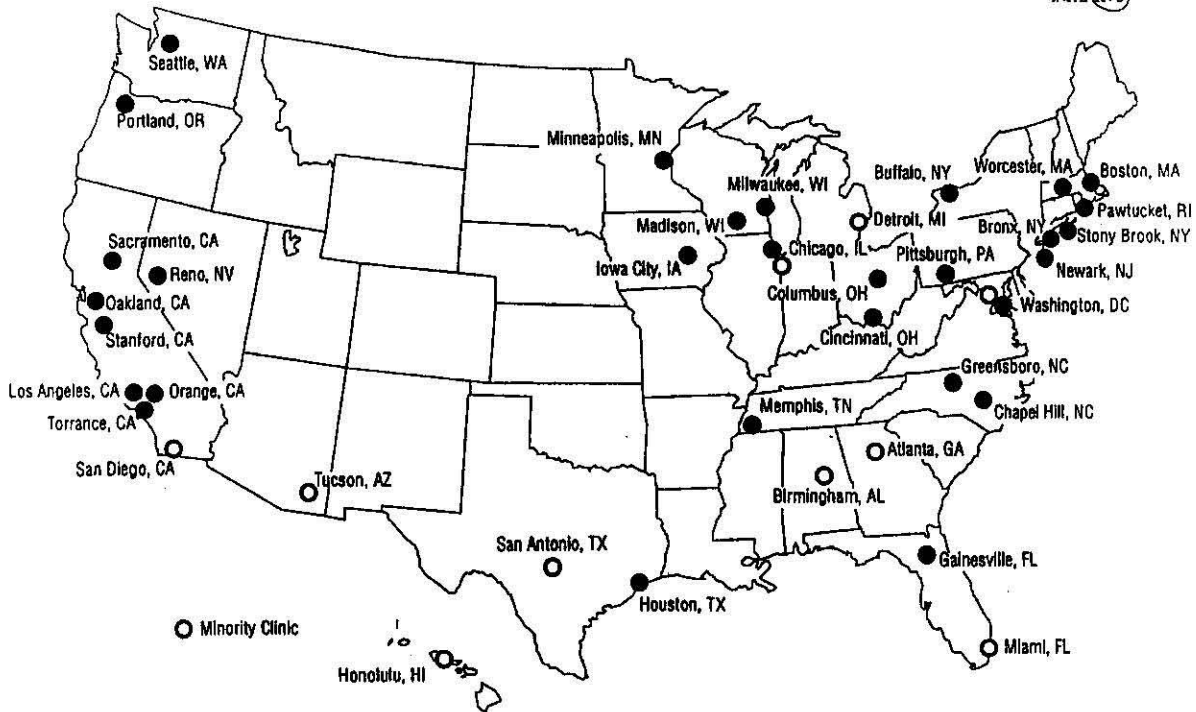 Seattle, WA
Portland, OR
Minneapolis, MN
Buffalo, NY
Worcester, MA
Boston, MA
Milwaukee, WI
Pawtucket, RI
Madison, WI
Detroit, MI
Bronx, NY
Stony Brook, NY
Sacramento, CA
Chicago, IL
Pittsburgh, PA
Reno, NV
Iowa City, IA
Newark, NJ
Columbus, OH
Oakland, CA
Washington, DC
Stanford, CA
Cincinnati, OH
Greensboro, NC
Los Angeles, CA
Orange, CA
Memphis, TN
Chapel Hill, NC
Torrance, CA
Atlanta, GA
San Diego, CA
Tucson, AZ
Birmingham, AL
San Antonio, TX
Gainesville, FL
Houston, TX
Minority Clinic
Miami, FL
Honolulu, HI